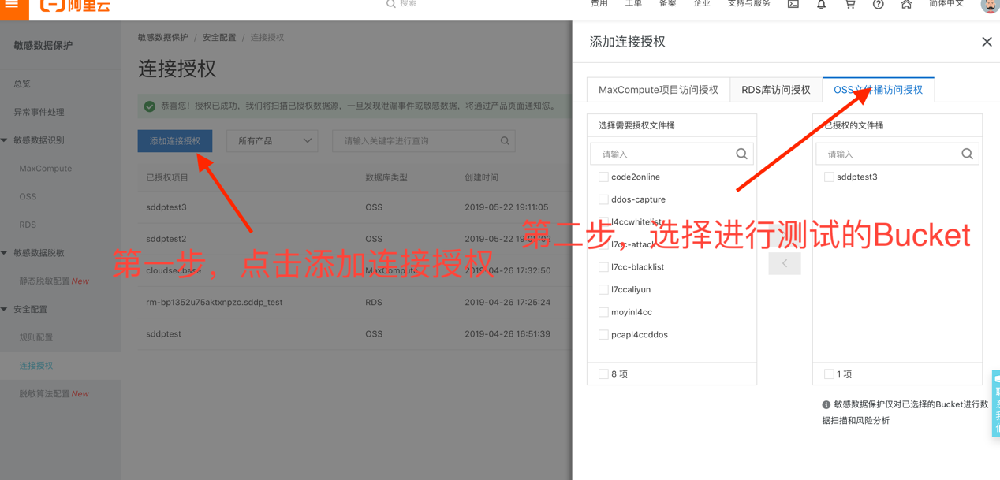 阿里云
搜索
费用 工单 备案 企业 支持与服务 简体中文
敏感数据保护
总览
异常事件处理
敏感数据识别
MaxCompute
OSS
RDS
敏感数据脱敏
静态脱敏配置 New
安全配置
规则配置
连接授权
脱敏算法配置 New
敏感数据保护 / 安全配置 / 连接授权
连接授权
恭喜您！授权已成功，我们将扫描已授权数据源，一旦发现泄漏事件或敏感数据，将通过产品页面通知您。
添加连接授权 所有产品 请输入关键字进行查询
已授权项目 数据库类型 创建时间
sddptest3 OSS 2019-05-22 19:11:05
sddptest2 OSS 2019-05-22
cloudsecbase MaxCompute 2019-04-26 17:32:50
rm-bp1352u75aktxnpzc.sddp_test RDS 2019-04-26 17:25:24
sddptest OSS 2019-04-26 16:51:39
第一步，点击添加连接授权
添加连接授权
MaxCompute项目访问授权 RDS库访问授权 OSS文件桶访问授权
选择需要授权文件桶
请输入
code2online
ddos-capture
l4ccwhitelist
l7cc-attack
l7cc-blacklist
l7ccaliyun
moyinl4cc
pcapl4ccddos
8 项
第二步，选择进行测试的Bucket
已授权的文件桶
请输入
sddptest3
1 项
敏感数据保护仅对已选择的Bucket进行数
据扫描和风险分析